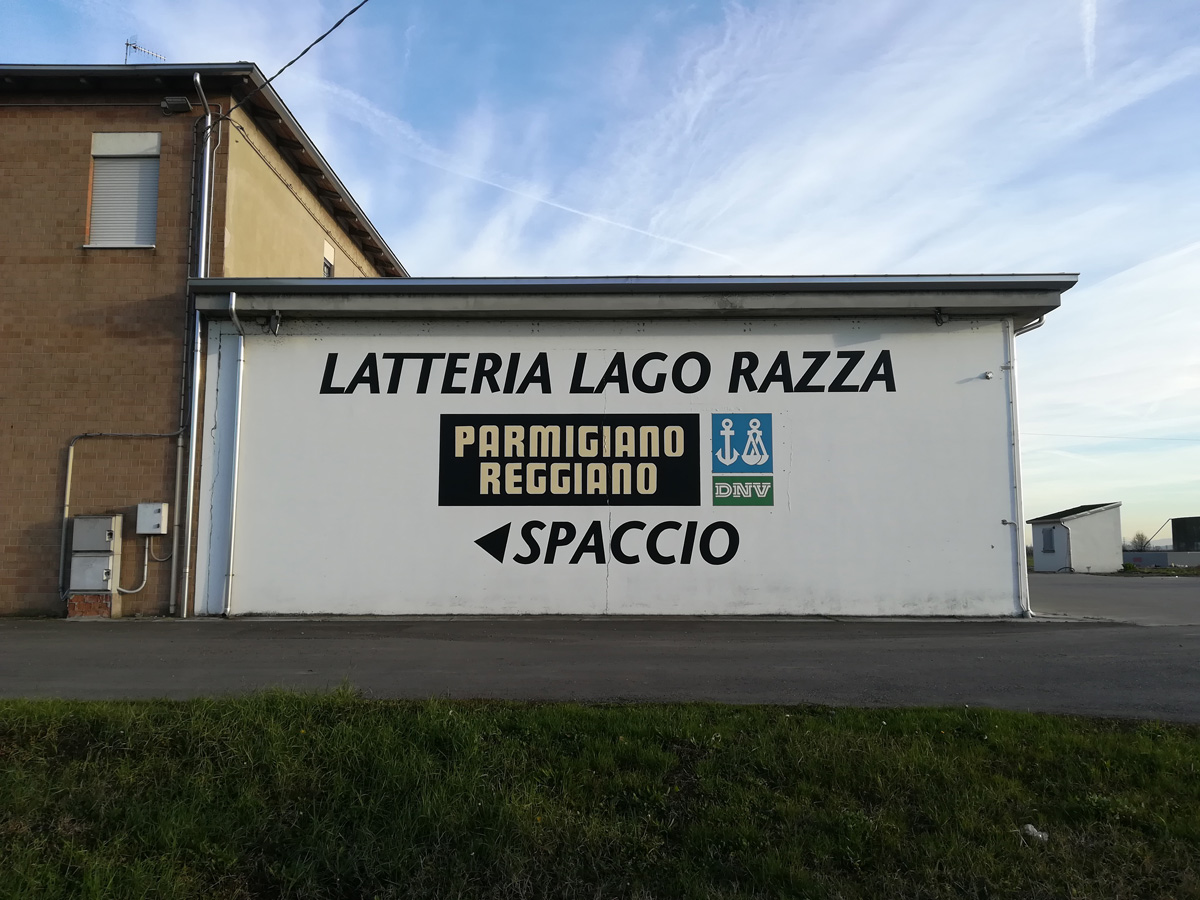 LATTERIA LAGO RAZZA
PARMIGIANO
REGGIANO
DNV
SPACCIO